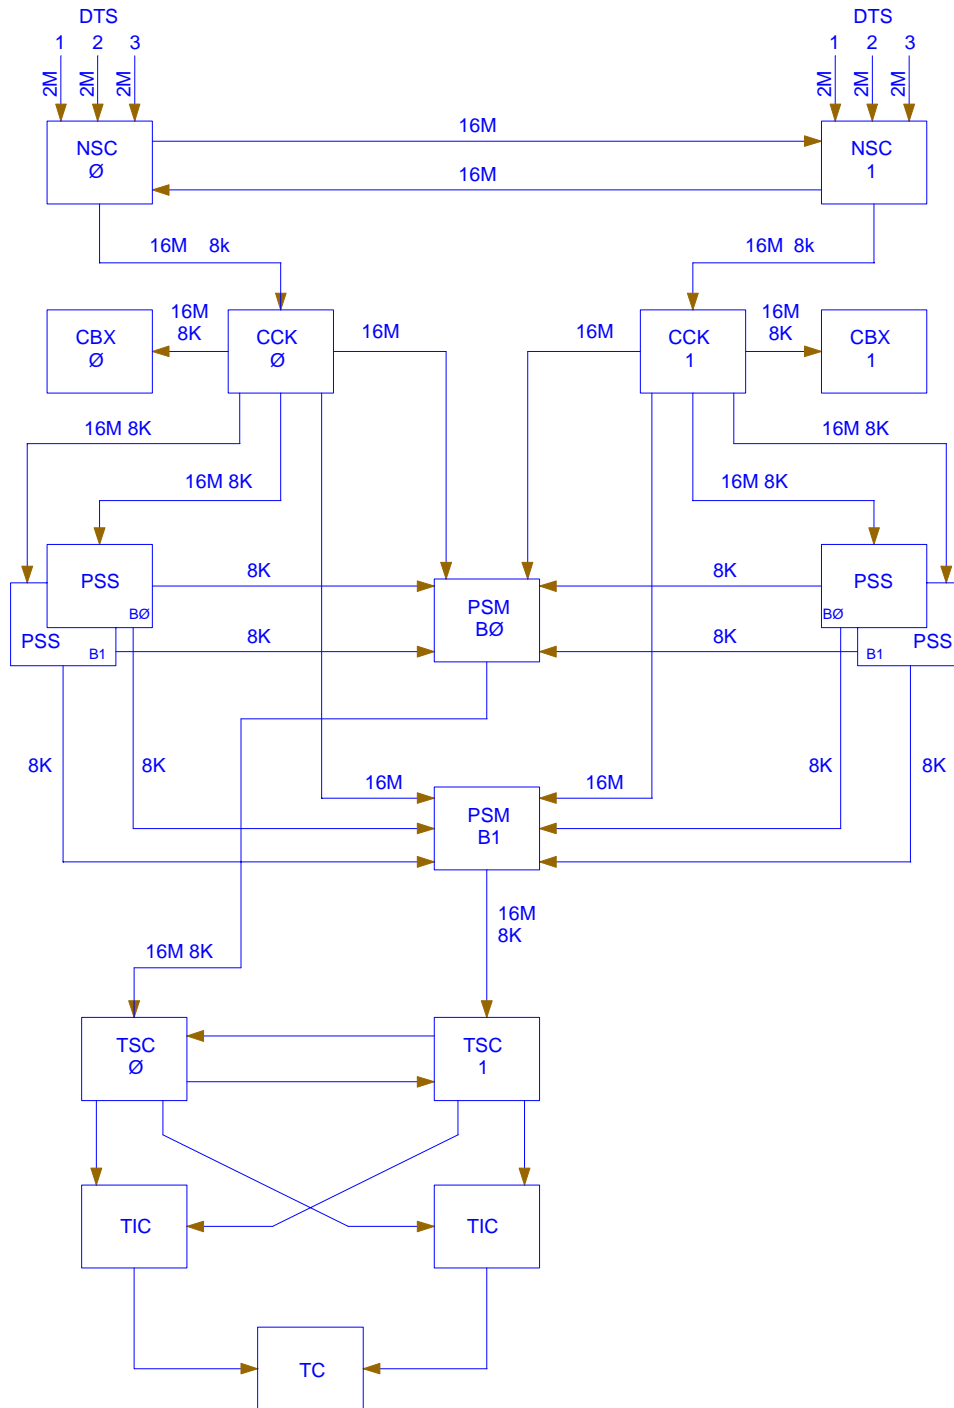 DTS
DTS
1 2 3
1 2 3
2M 2M 2M
2M 2M 2M
NSC
Ø
16M
NSC
1
16M
16M 8k
16M 8k
CBX
Ø
16M
8K
CCK
Ø
16M
16M
CCK
1
16M
8K
CBX
1
16M 8K
16M 8K
16M 8K
16M 8K
PSS
BØ
PSS
B1
8K
8K
PSM
BØ
8K
8K
PSS
BØ
PSS
B1
8K
8K
16M
PSM
B1
16M
8K
8K
16M
8K
16M 8K
TSC
Ø
TSC
1
TIC
TIC
TC